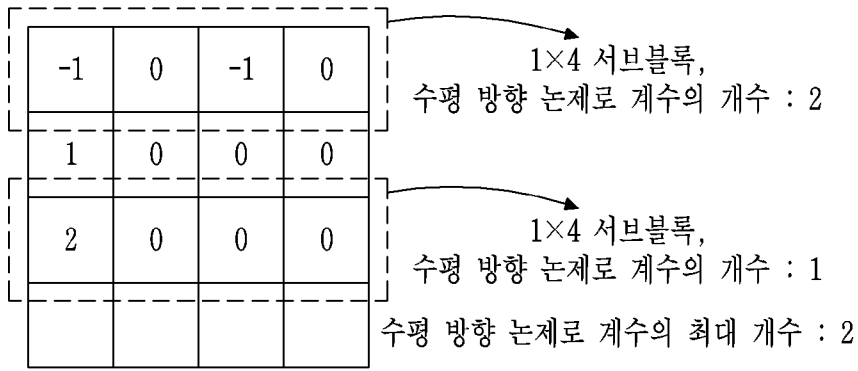 -1 0 -1 0
1×4 서브블록,
수평 방향 논제로 계수의 개수 : 2
1 0 0 0
2 0 0 0
1×4 서브블록,
수평 방향 논제로 계수의 개수 : 1
수평 방향 논제로 계수의 최대 개수 : 2